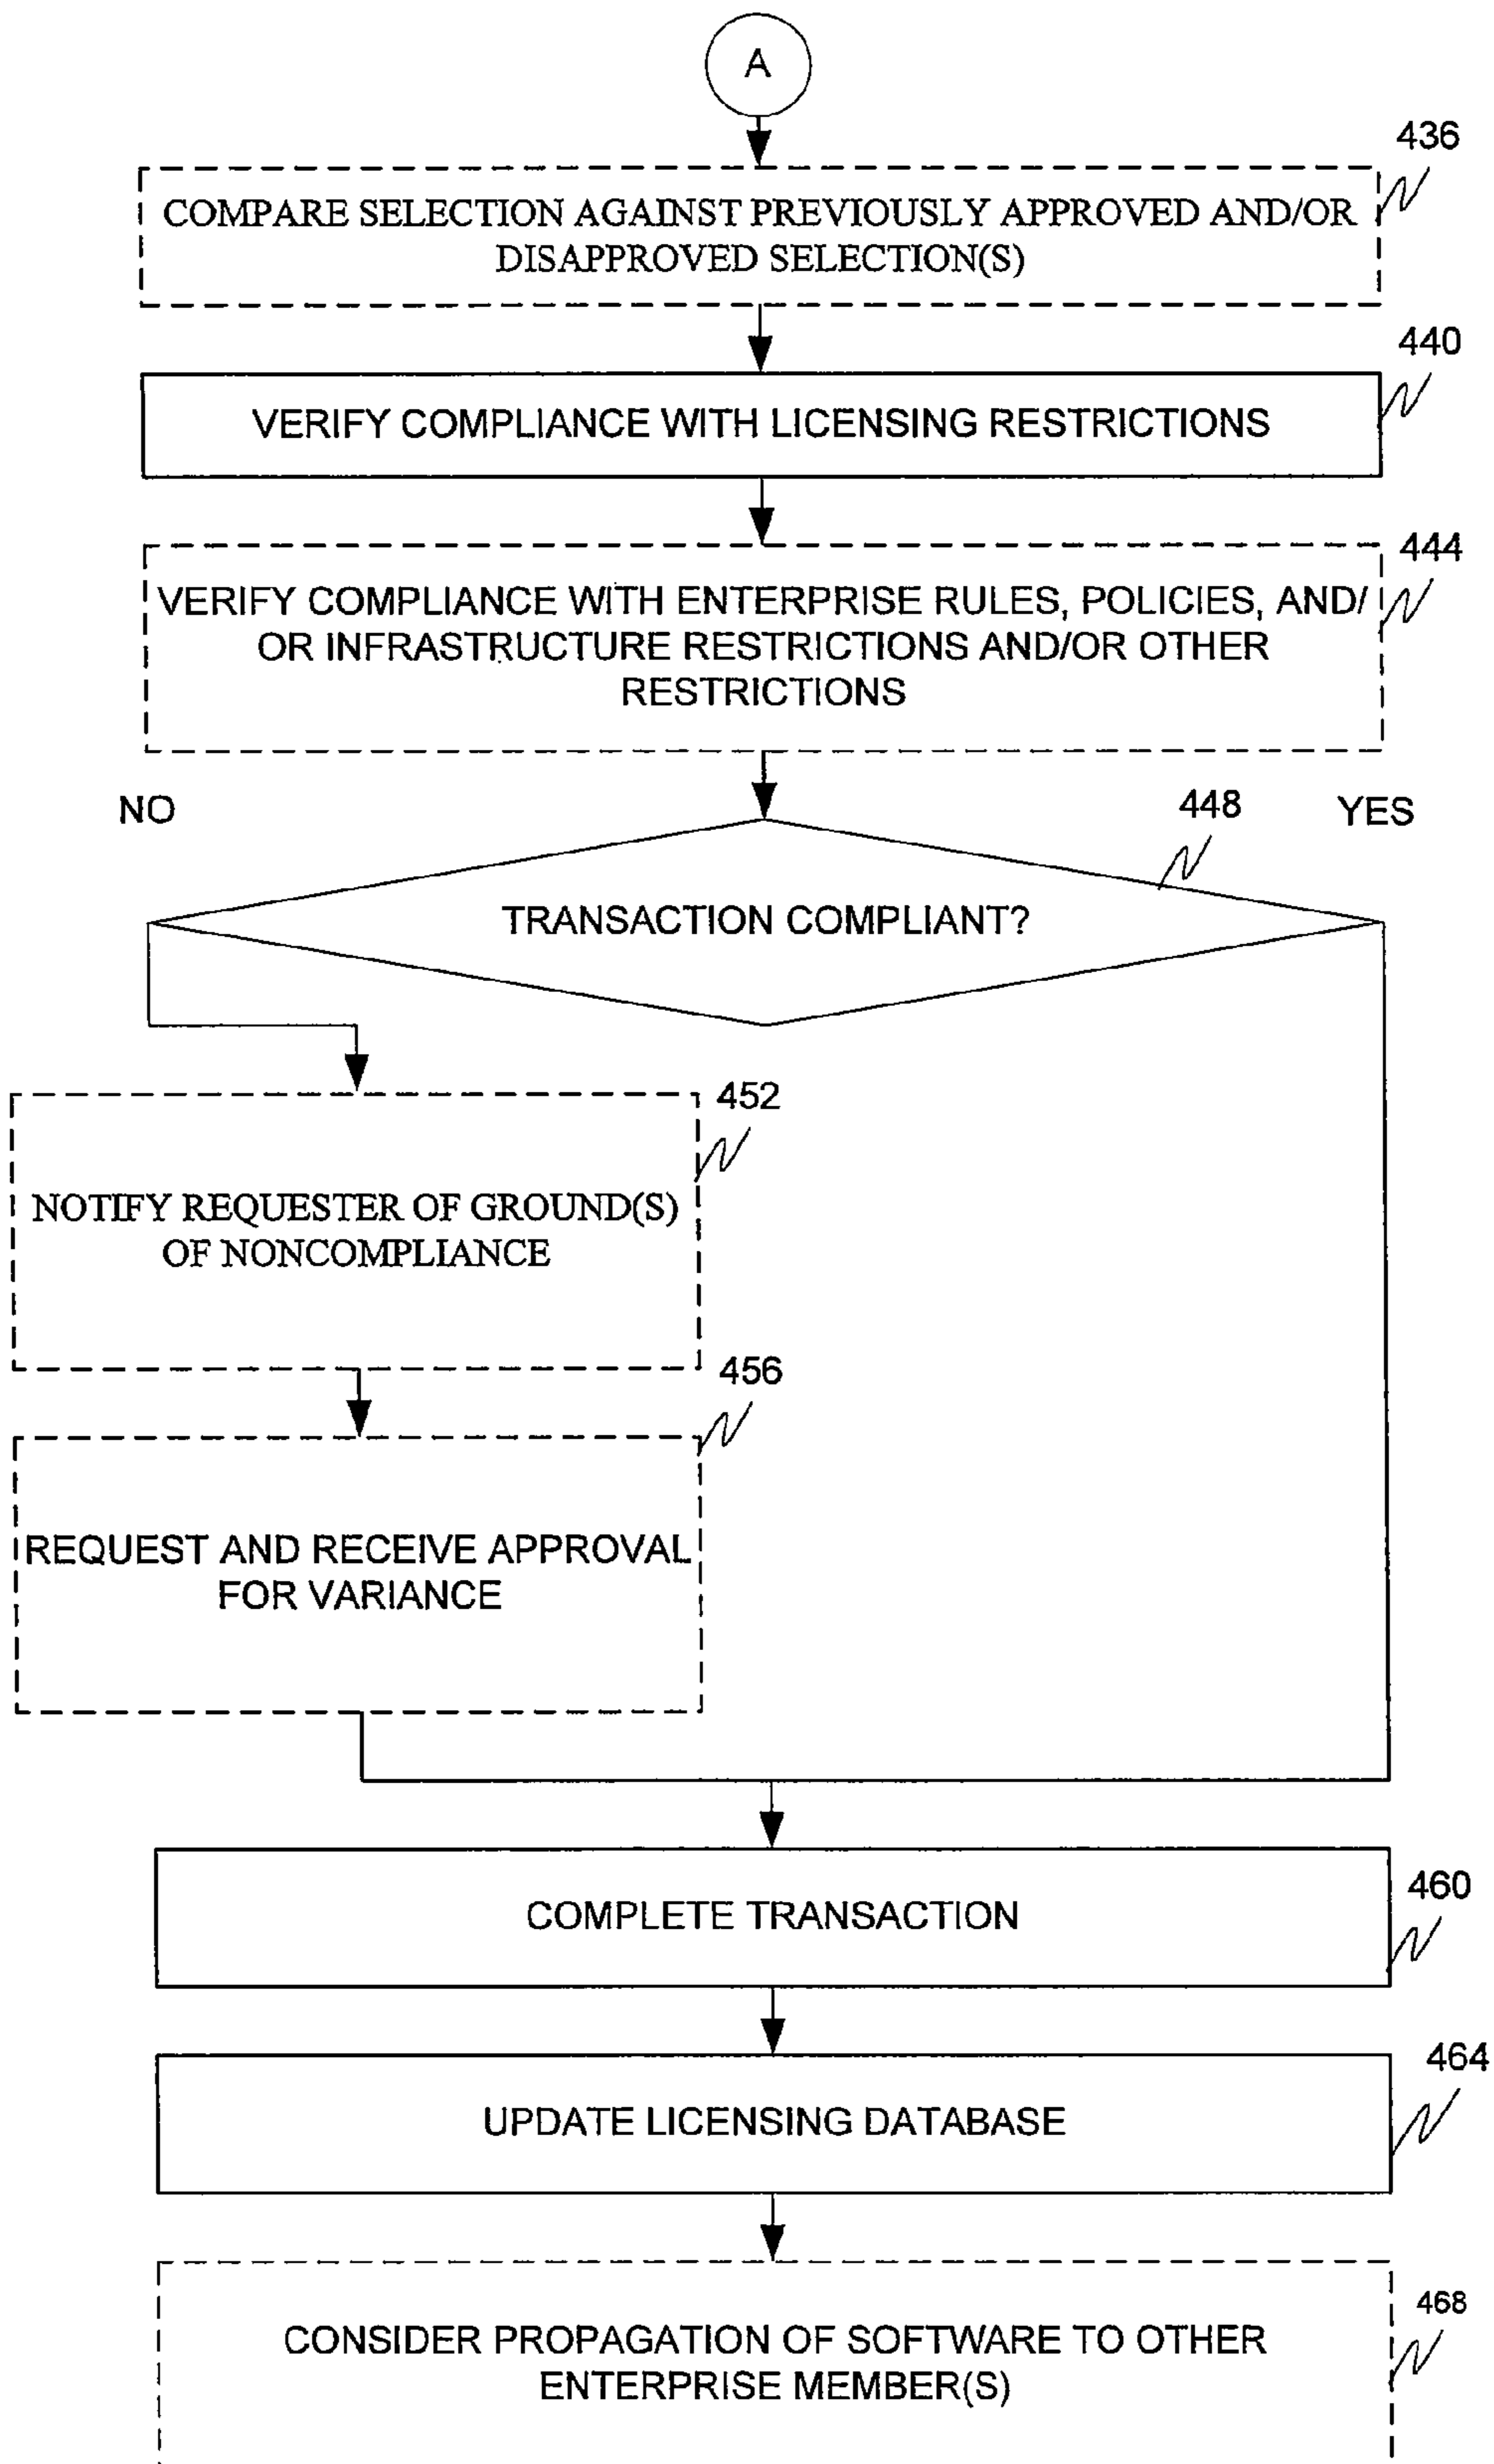 A
436
COMPARE SELECTION AGAINST PREVIOUSLY APPROVED AND/OR
DISAPPROVED SELECTION(S)
440
VERIFY COMPLIANCE WITH LICENSING RESTRICTIONS
444
VERIFY COMPLIANCE WITH ENTERPRISE RULES, POLICIES, AND/
OR INFRASTRUCTURE RESTRICTIONS AND/OR OTHER
RESTRICTIONS
NO
448
YES
TRANSACTION COMPLIANT?
452
NOTIFY REQUESTER OF GROUND(S)
OF NONCOMPLIANCE
456
REQUEST AND RECEIVE APPROVAL
FOR VARIANCE
460
COMPLETE TRANSACTION
464
UPDATE LICENSING DATABASE
468
CONSIDER PROPAGATION OF SOFTWARE TO OTHER
ENTERPRISE MEMBER(S)